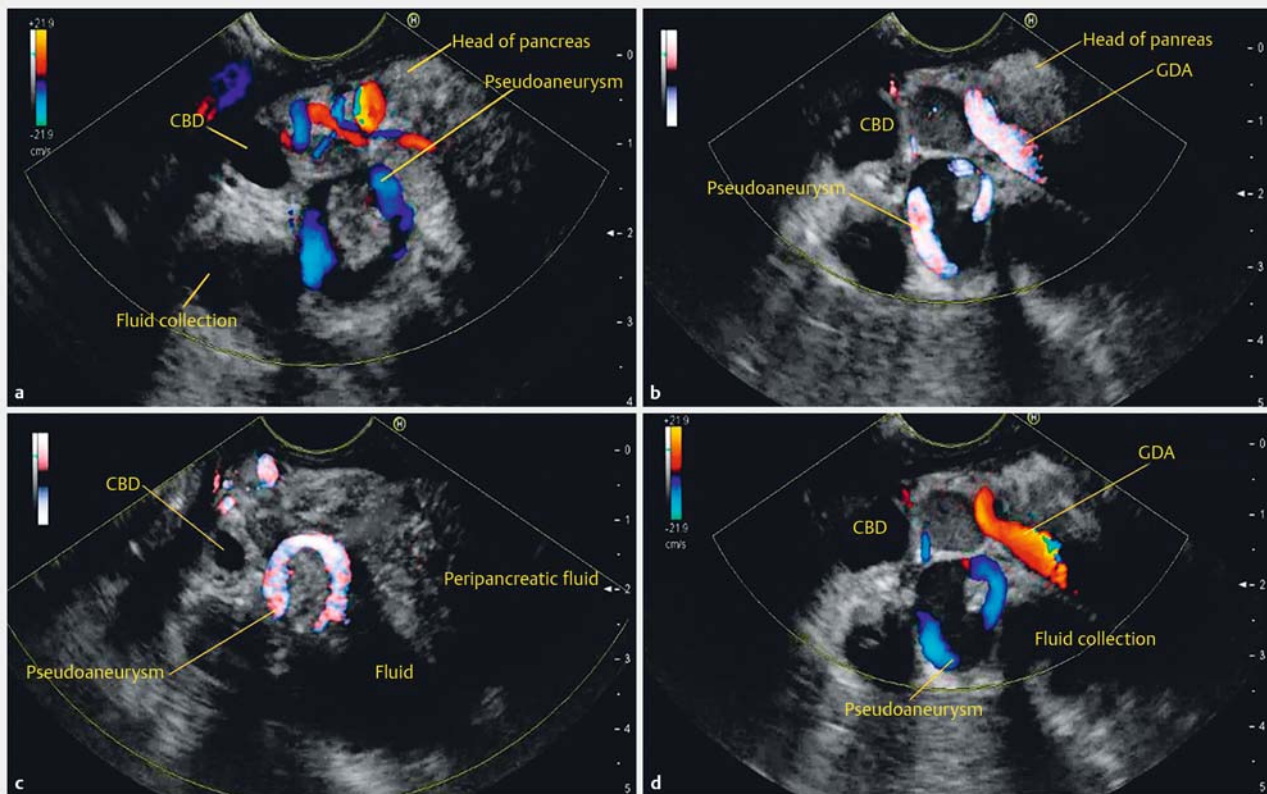 +21.9
-21.9
cm/s
H
Head of pancreas
Pseudoaneurysm
CBD
Fluid collection
0
1
2
3
4
a
H
Head of panreas
GDA
CBD
Pseudoaneurysm
0
1
2
3
4
5
b
H
CBD
Peripancreatic fluid
Pseudoaneurysm
Fluid
0
1
2
3
4
5
c
+21.9
-21.9
cm/s
H
GDA
CBD
Fluid collection
Pseudoaneurysm
0
1
2
3
4
5
d